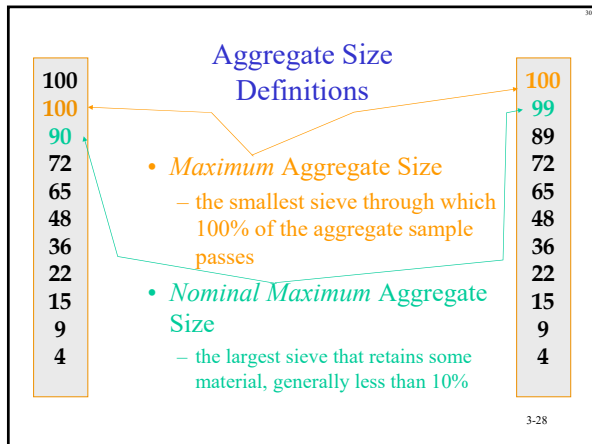 30
Aggregate Size
Definitions
100
100
90
72
65
48
36
22
15
9
4
• Maximum Aggregate Size
– the smallest sieve through which
100% of the aggregate sample
passes
• Nominal Maximum Aggregate
Size
– the largest sieve that retains some
material, generally less than 10%
100
99
89
72
65
48
36
22
15
9
4
3-28